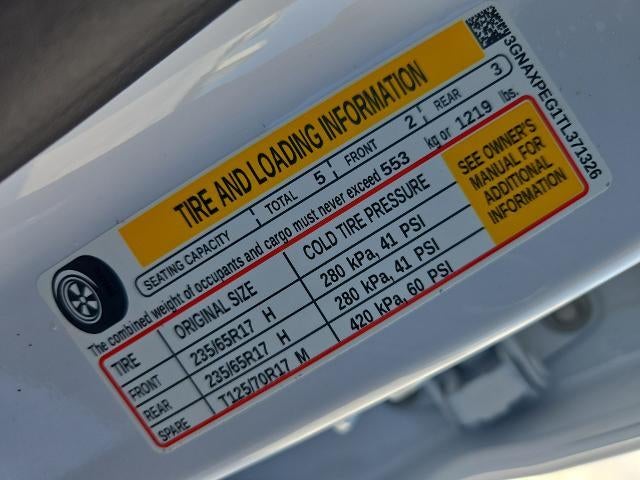 TIRE AND LOADING INFORMATION
SEATING CAPACITY TOTAL 5 FRONT 2 REAR 3
The combined weight of occupants and cargo must never exceed 553 kg or 1219 lbs.
TIRE ORIGINAL SIZE COLD TIRE PRESSURE
FRONT 235/65R17 H 280 kPa, 41 PSI
REAR 235/65R17 H 280 kPa, 41 PSI
SPARE T125/70R17 M 420 kPa, 60 PSI
SEE OWNER'S
MANUAL FOR
ADDITIONAL
INFORMATION
3GNAXPEG1TL371326